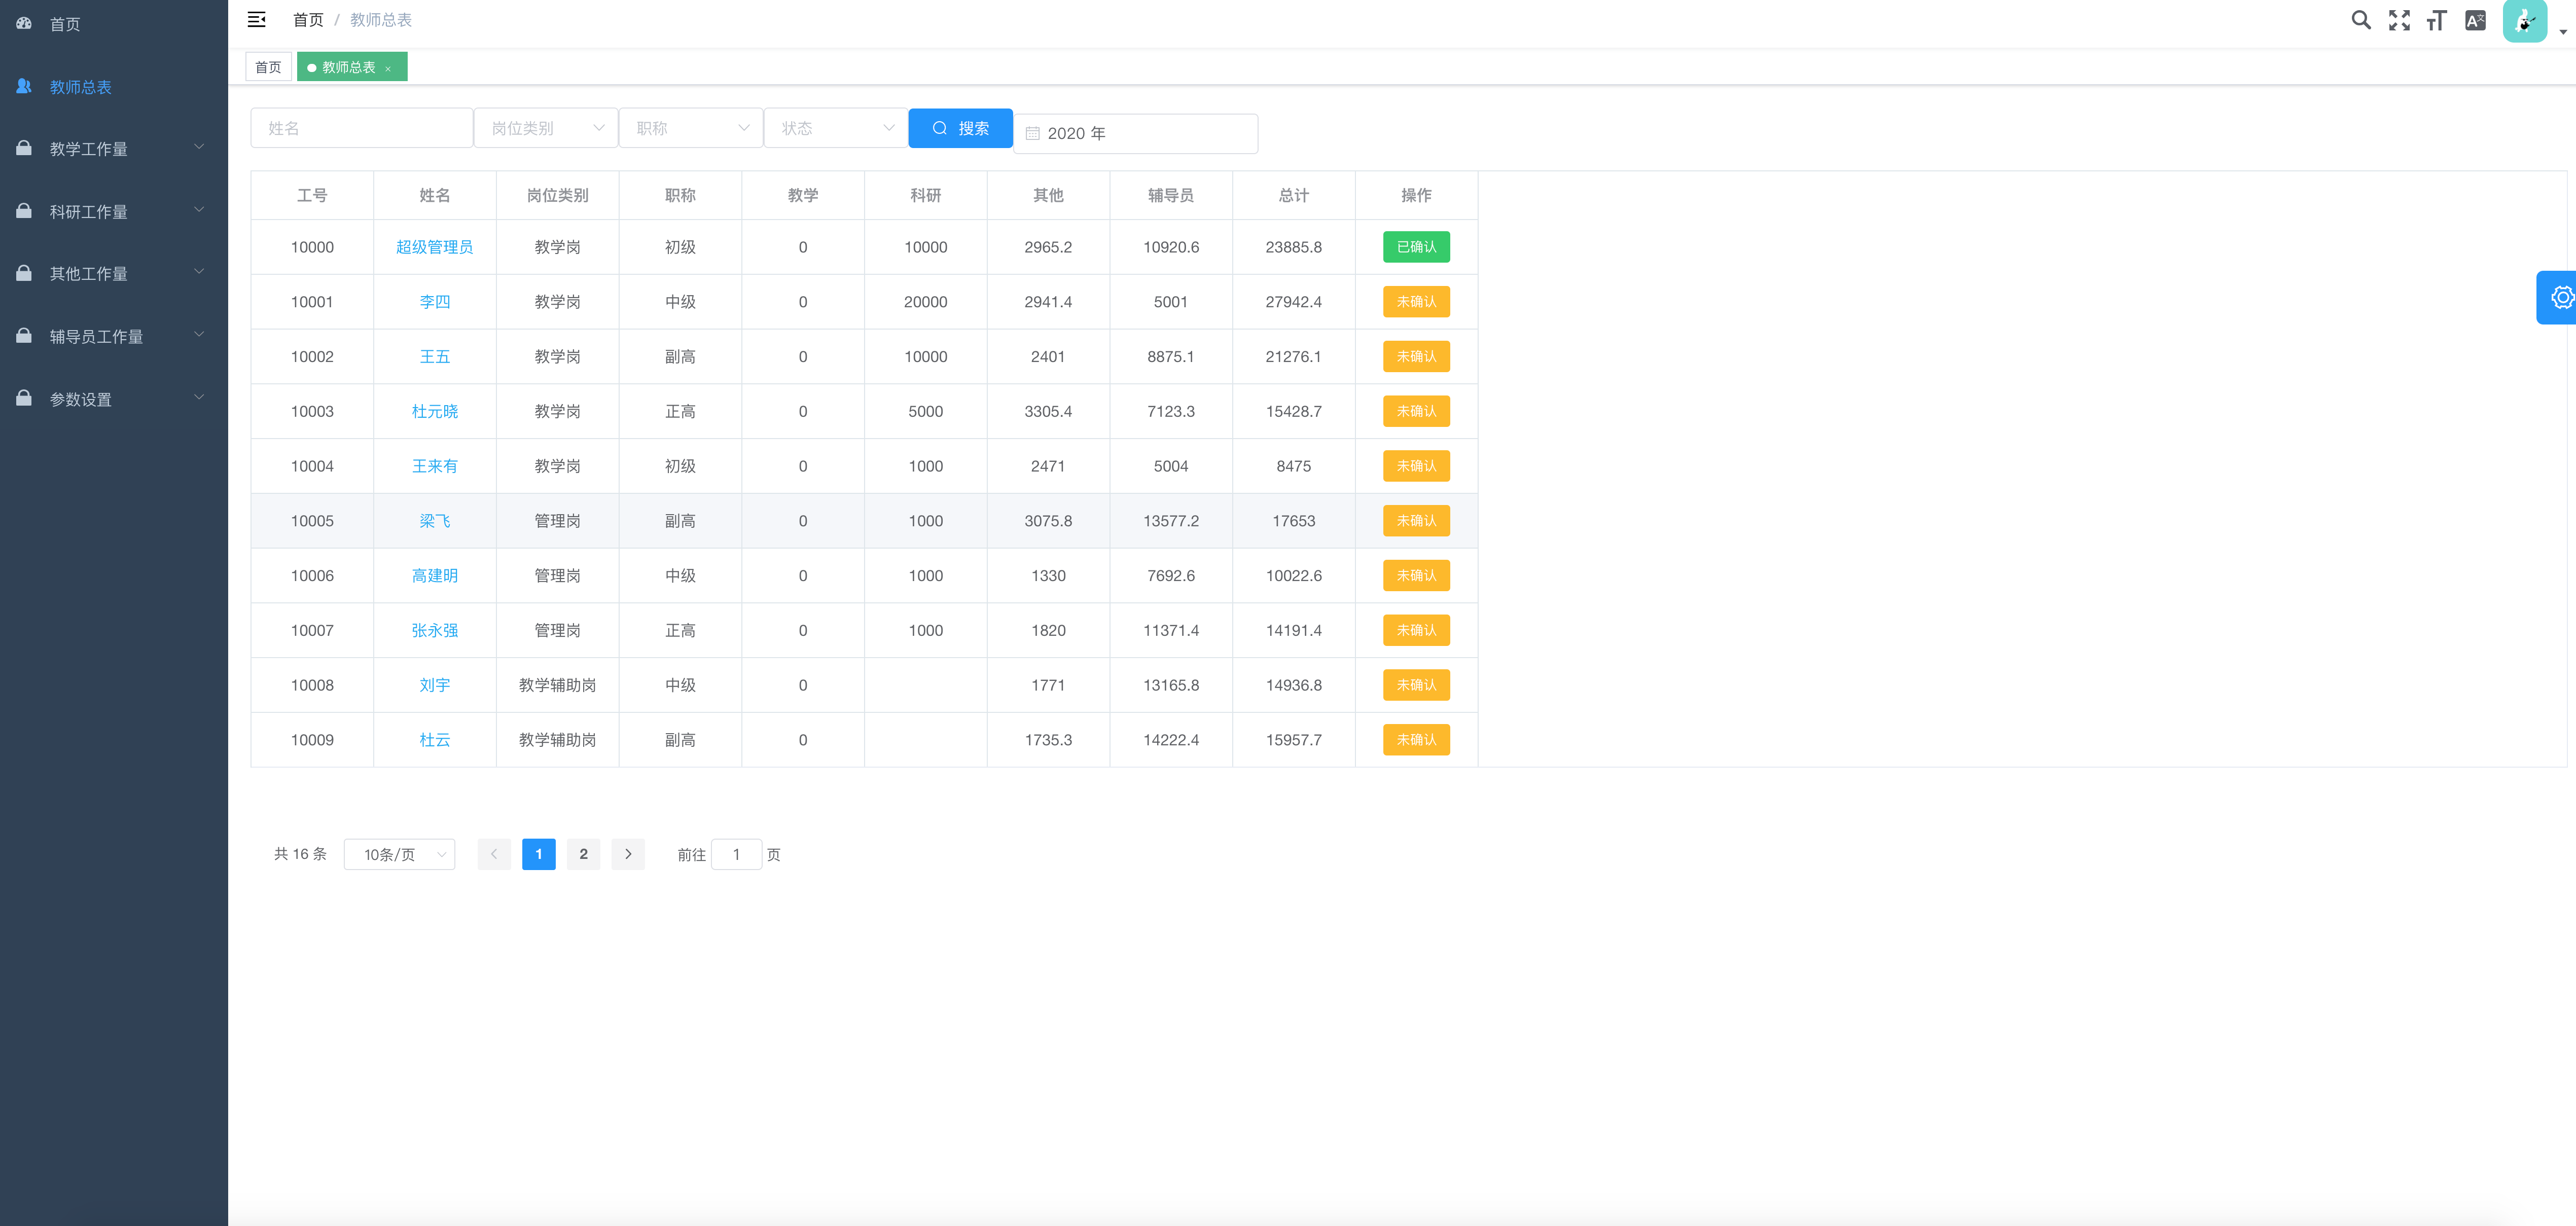 首页
教师总表
教学工作量
科研工作量
其他工作量
辅导员工作量
参数设置
首页 / 教师总表
首页 教师总表 ×
姓名 岗位类别 职称 状态 搜索 2020 年
工号 姓名 岗位类别 职称 教学 科研 其他 辅导员 总计 操作
10000 超级管理员 教学岗 初级 0 10000 2965.2 10920.6 23885.8 已确认
10001 李四 教学岗 中级 0 20000 2941.4 5001 27942.4 未确认
10002 王五 教学岗 副高 0 10000 2401 8875.1 21276.1 未确认
10003 杜元晓 教学岗 正高 0 5000 3305.4 7123.3 15428.7 未确认
10004 王来有 教学岗 初级 0 1000 2471 5004 8475 未确认
10005 梁飞 管理岗 副高 0 1000 3075.8 13577.2 17653 未确认
10006 高建明 管理岗 中级 0 1000 1330 7692.6 10022.6 未确认
10007 张永强 管理岗 正高 0 1000 1820 11371.4 14191.4 未确认
10008 刘宇 教学辅助岗 中级 0 1771 13165.8 14936.8 未确认
10009 杜云 教学辅助岗 副高 0 1735.3 14222.4 15957.7 未确认
共 16 条 10条/页 1 2 前往 1 页